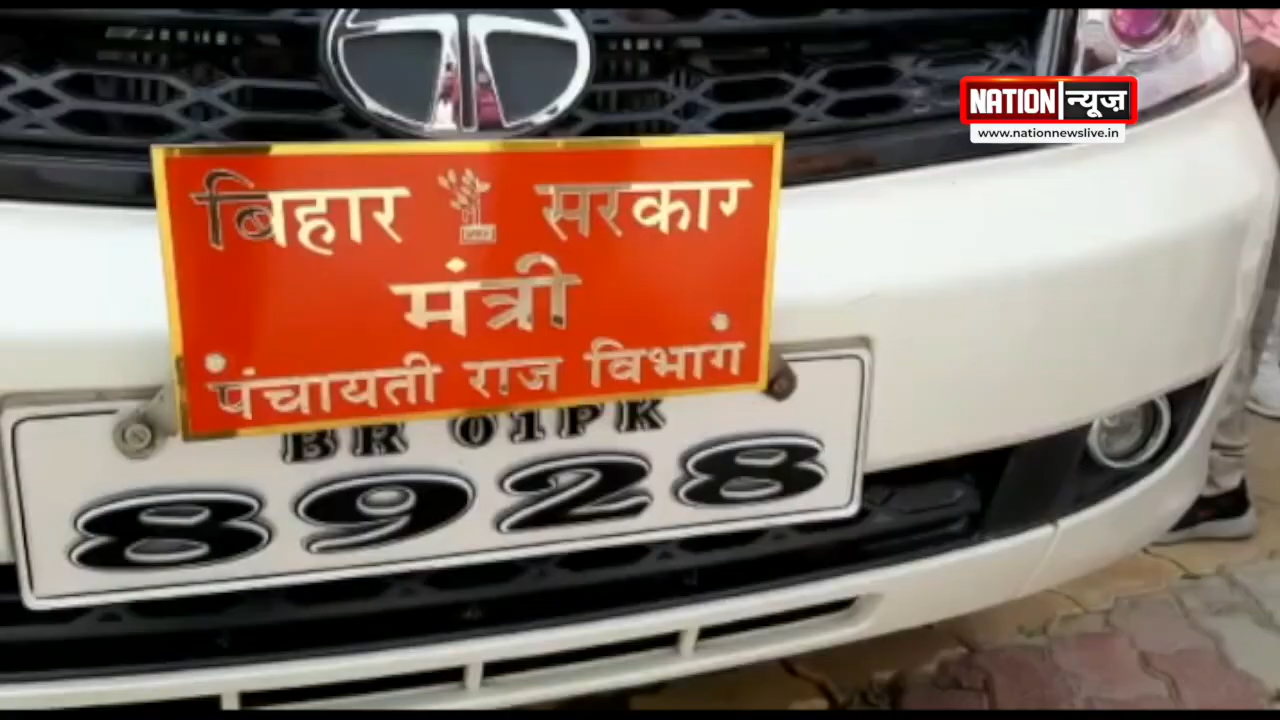 NATION न्यूज़
www.nationnewslive.in
बिहार सरकार
मंत्री
पंचायती राज विभाग
BR 01PK
8928